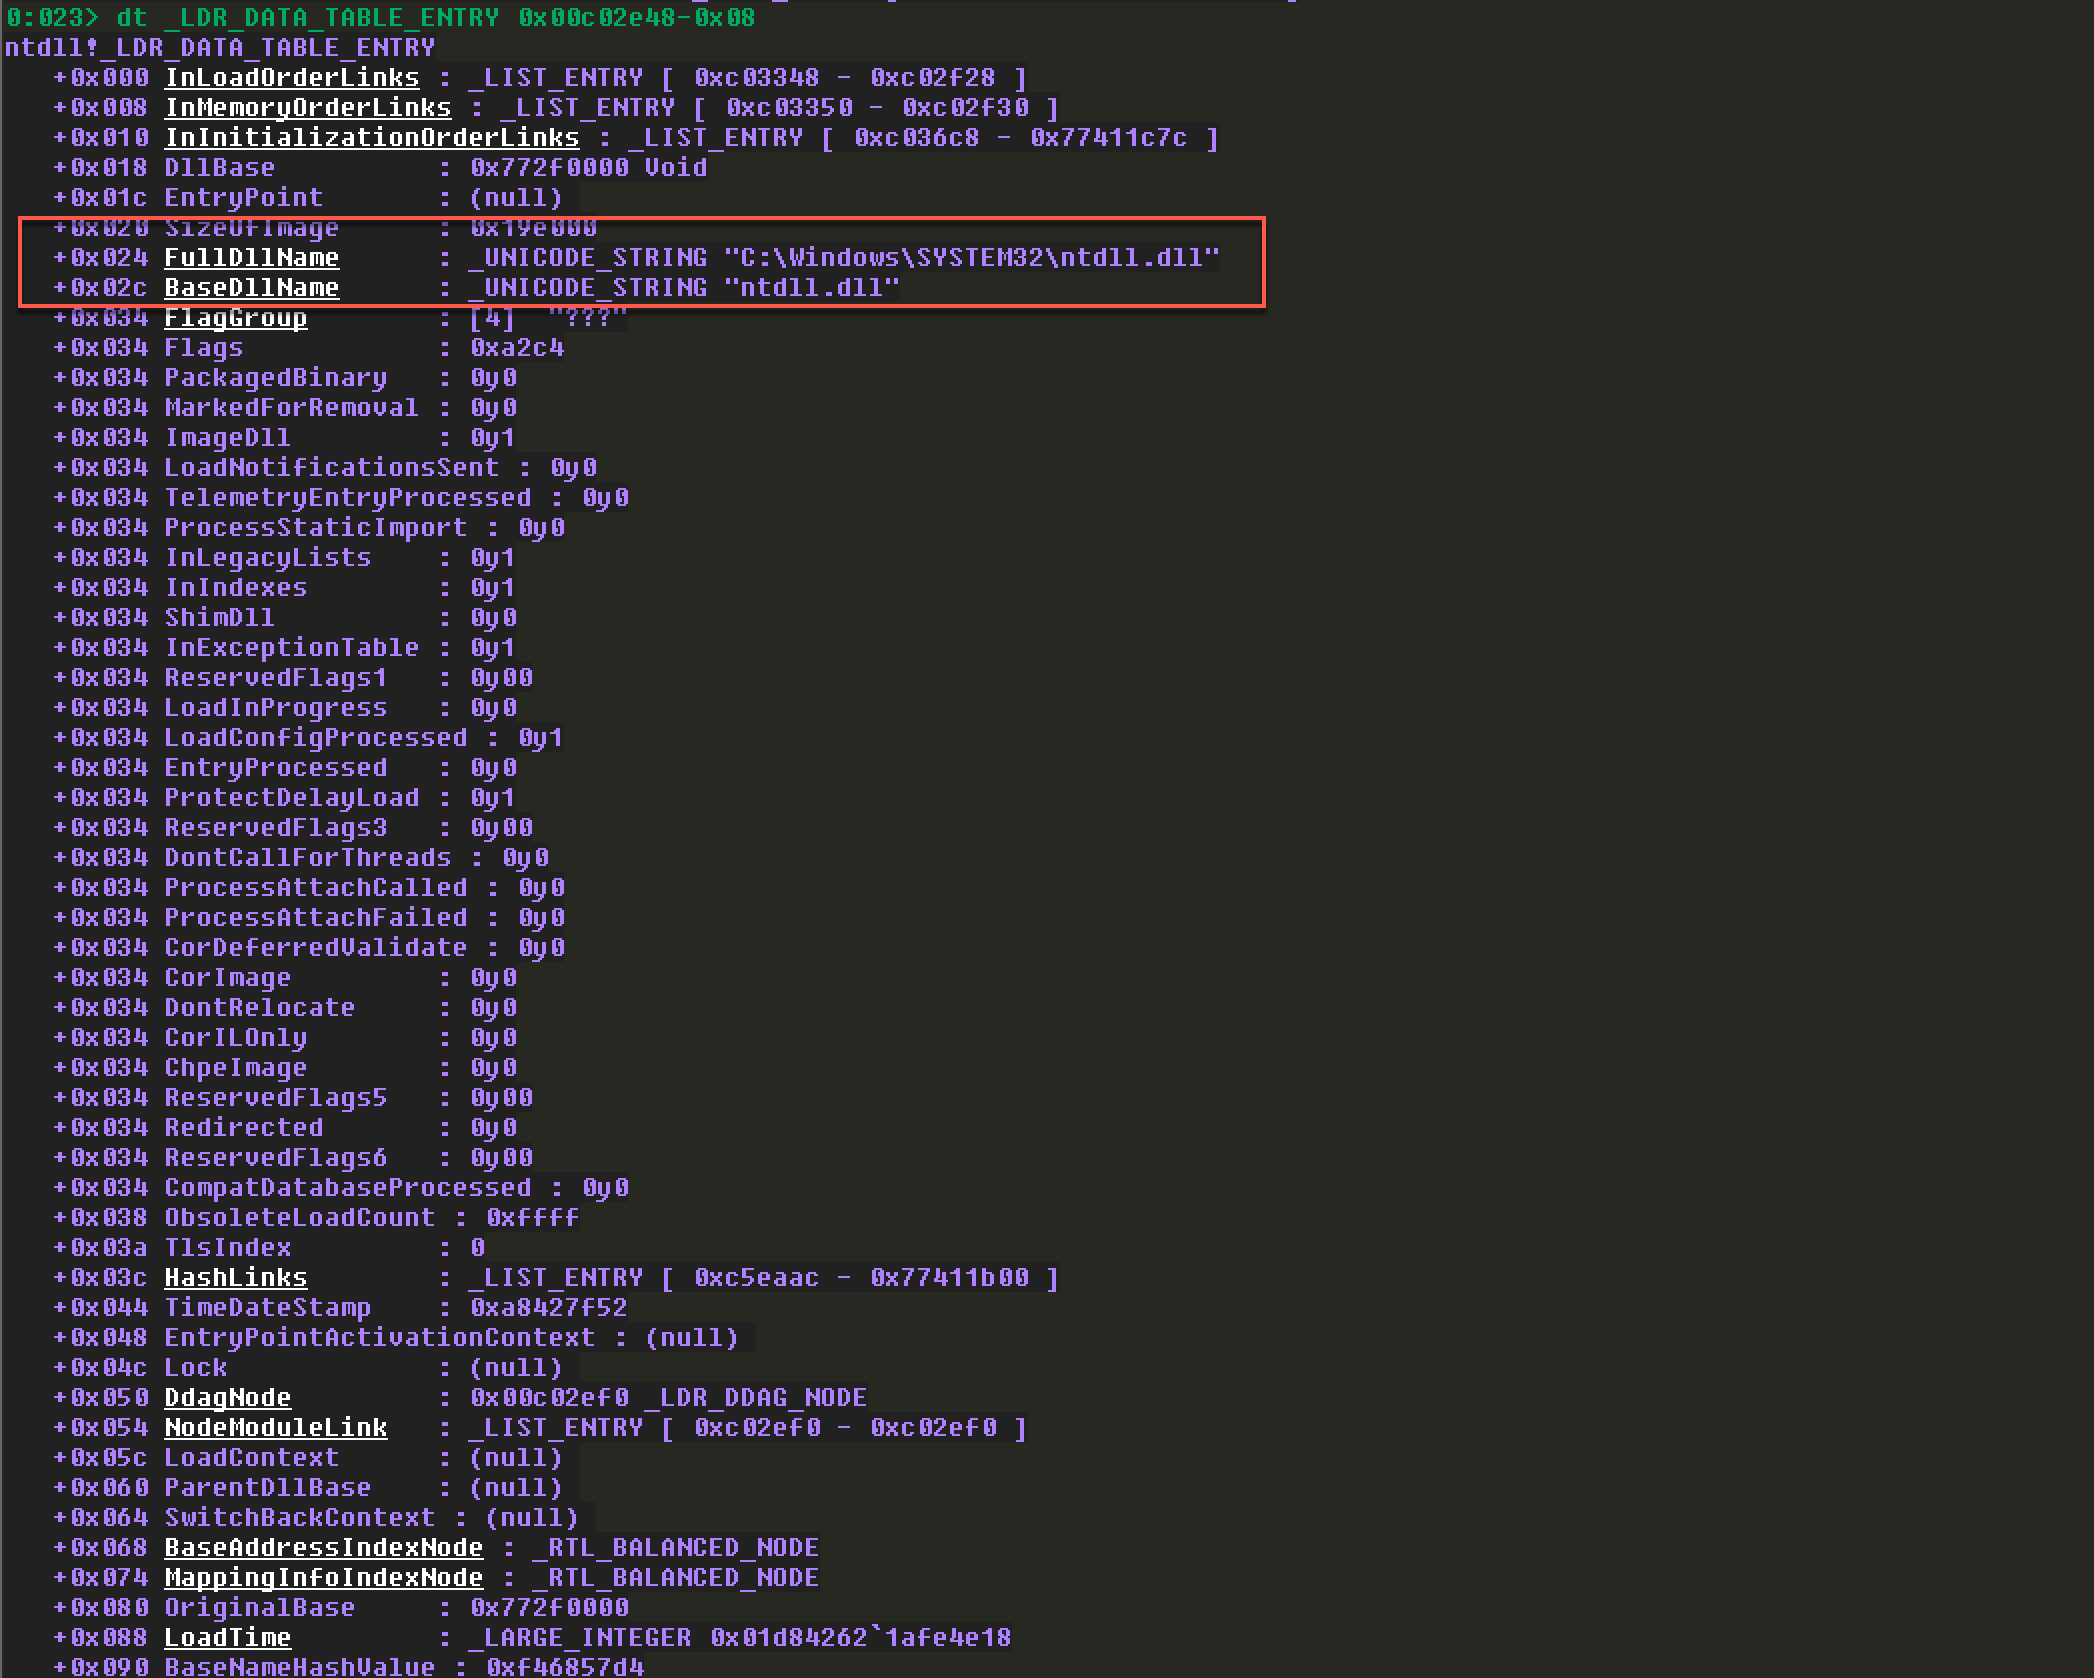 0:023> dt _LDR_DATA_TABLE_ENTRY 0x00c02e48-0x08
ntdll!_LDR_DATA_TABLE_ENTRY
+0x000 InLoadOrderLinks : _LIST_ENTRY [ 0xc03348 - 0xc02f28 ]
+0x008 InMemoryOrderLinks : _LIST_ENTRY [ 0xc03350 - 0xc02f30 ]
+0x010 InInitializationOrderLinks : _LIST_ENTRY [ 0xc036c8 - 0x77411c7c ]
+0x018 DllBase : 0x772f0000 Void
+0x01c EntryPoint : (null)
+0x020 SizeOfImage : 0x19e000
+0x024 FullDllName : _UNICODE_STRING "C:\Windows\SYSTEM32\ntdll.dll"
+0x02c BaseDllName : _UNICODE_STRING "ntdll.dll"
+0x034 FlagGroup : [4] "???"
+0x034 Flags : 0xa2c4
+0x034 PackagedBinary : 0y0
+0x034 MarkedForRemoval : 0y0
+0x034 ImageDll : 0y1
+0x034 LoadNotificationsSent : 0y0
+0x034 TelemetryEntryProcessed : 0y0
+0x034 ProcessStaticImport : 0y0
+0x034 InLegacyLists : 0y1
+0x034 InIndexes : 0y1
+0x034 ShimDll : 0y0
+0x034 InExceptionTable : 0y1
+0x034 ReservedFlags1 : 0y00
+0x034 LoadInProgress : 0y0
+0x034 LoadConfigProcessed : 0y1
+0x034 EntryProcessed : 0y0
+0x034 ProtectDelayLoad : 0y1
+0x034 ReservedFlags3 : 0y00
+0x034 DontCallForThreads : 0y0
+0x034 ProcessAttachCalled : 0y0
+0x034 ProcessAttachFailed : 0y0
+0x034 CorDeferredValidate : 0y0
+0x034 CorImage : 0y0
+0x034 DontRelocate : 0y0
+0x034 CorILOnly : 0y0
+0x034 ChpeImage : 0y0
+0x034 ReservedFlags5 : 0y00
+0x034 Redirected : 0y0
+0x034 ReservedFlags6 : 0y00
+0x034 CompatDatabaseProcessed : 0y0
+0x038 ObsoleteLoadCount : 0xffff
+0x03a TlsIndex : 0
+0x03c HashLinks : _LIST_ENTRY [ 0xc5eaac - 0x77411b00 ]
+0x044 TimeDateStamp : 0xa8427f52
+0x048 EntryPointActivationContext : (null)
+0x04c Lock : (null)
+0x050 DdagNode : 0x00c02ef0 _LDR_DDAG_NODE
+0x054 NodeModuleLink : _LIST_ENTRY [ 0xc02ef0 - 0xc02ef0 ]
+0x05c LoadContext : (null)
+0x060 ParentDllBase : (null)
+0x064 SwitchBackContext : (null)
+0x068 BaseAddressIndexNode : _RTL_BALANCED_NODE
+0x074 MappingInfoIndexNode : _RTL_BALANCED_NODE
+0x080 OriginalBase : 0x772f0000
+0x088 LoadTime : _LARGE_INTEGER 0x01d84262`1afe4e18
+0x090 BaseNameHashValue : 0xf46857d4